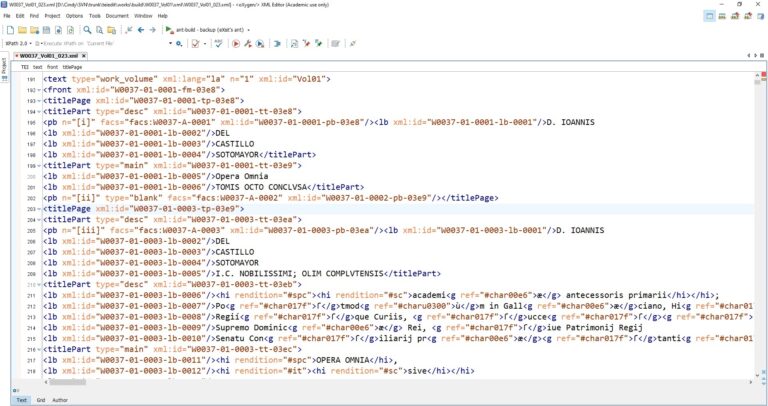 W0037_Vol01_023.xml [D:\Cindy\SVN\trunk\teiedit\works\build\W0037_Vol01\xml\W0037_Vol01_023.xml] - <oXygen/> XML Editor (Academic use only)
File Edit Find Project Options Tools Document Window Help
ant-build - backup (eXist's ant)
XPath 2.0 Execute XPath on 'Current File'
W0037_Vol01_023.xml
Project
TEI text front titlePage
191 <text type="work_volume" xml:lang="la" n="1" xml:id="Vol01">
192 <front xml:id="W0037-01-0001-fm-03e8">
193 <titlePage xml:id="W0037-01-0001-tp-03e8">
194 <titlePart type="desc" xml:id="W0037-01-0001-tt-03e8">
195 <pb n="[i]" facs="facs:W0037-A-0001" xml:id="W0037-01-0001-pb-03e8"/><lb xml:id="W0037-01-0001-lb-0001"/>D. IOANNIS
196 <lb xml:id="W0037-01-0001-lb-0002"/>DEL
197 <lb xml:id="W0037-01-0001-lb-0003"/>CASTILLO
198 <lb xml:id="W0037-01-0001-lb-0004"/>SOTOMAYOR</titlePart>
199 <titlePart type="main" xml:id="W0037-01-0001-tt-03e9">
200 <lb xml:id="W0037-01-0001-lb-0005"/>Opera Omnia
201 <lb xml:id="W0037-01-0001-lb-0006"/>TOMIS OCTO CONCLVSA</titlePart>
202 <pb n="[ii]" type="blank" facs="facs:W0037-A-0002" xml:id="W0037-01-0002-pb-03e9"/></titlePage>
203 <titlePage xml:id="W0037-01-0003-tp-03e9">
204 <titlePart type="desc" xml:id="W0037-01-0003-tt-03ea">
205 <pb n="[iii]" facs="facs:W0037-A-0003" xml:id="W0037-01-0003-pb-03ea"/><lb xml:id="W0037-01-0003-lb-0001"/>D. IOANNIS
206 <lb xml:id="W0037-01-0003-lb-0002"/>DEL
207 <lb xml:id="W0037-01-0003-lb-0003"/>CASTILLO
208 <lb xml:id="W0037-01-0003-lb-0004"/>SOTOMAYOR
209 <lb xml:id="W0037-01-0003-lb-0005"/>I.C. NOBILISSIMI; OLIM COMPLVTENSIS</titlePart>
210 <titlePart type="desc" xml:id="W0037-01-0003-tt-03eb">
211 <lb xml:id="W0037-01-0003-lb-0006"/><hi rendition="#spc"><hi rendition="#sc">academi<g ref="#char00e6">æ</g> antecessoris primarii</hi></hi>;
212 <lb xml:id="W0037-01-0003-lb-0007"/>Po<g ref="#char017f">ſ</g>tmod<g ref="#charu0300">ù</g>m in Gall<g ref="#char00e6">æ</g>ciano, Hi<g ref="#char01
213 <lb xml:id="W0037-01-0003-lb-0008"/>Regii<g ref="#char017f">ſ</g>que Curiis, <g ref="#char017f">ſ</g>ucce<g ref="#char017f">ſ</g><g ref="#char017f">
214 <lb xml:id="W0037-01-0003-lb-0009"/>Supremo Dominic<g ref="#char00e6">æ</g> Rei, <g ref="#char017f">ſ</g>iue Patrimonij Regij
215 <lb xml:id="W0037-01-0003-lb-0010"/>Senatu Con<g ref="#char017f">ſ</g>iliarij pr<g ref="#char00e6">æ</g><g ref="#char017f">ſ</g>tanti<g ref="#char017f
216 <titlePart type="main" xml:id="W0037-01-0003-tt-03ec">
217 <lb xml:id="W0037-01-0003-lb-0011"/><hi rendition="#spc">OPERA OMNIA</hi>,
218 <lb xml:id="W0037-01-0003-lb-0012"/><hi rendition="#it"><hi rendition="#sc">sive</hi></hi>
Text Grid Author